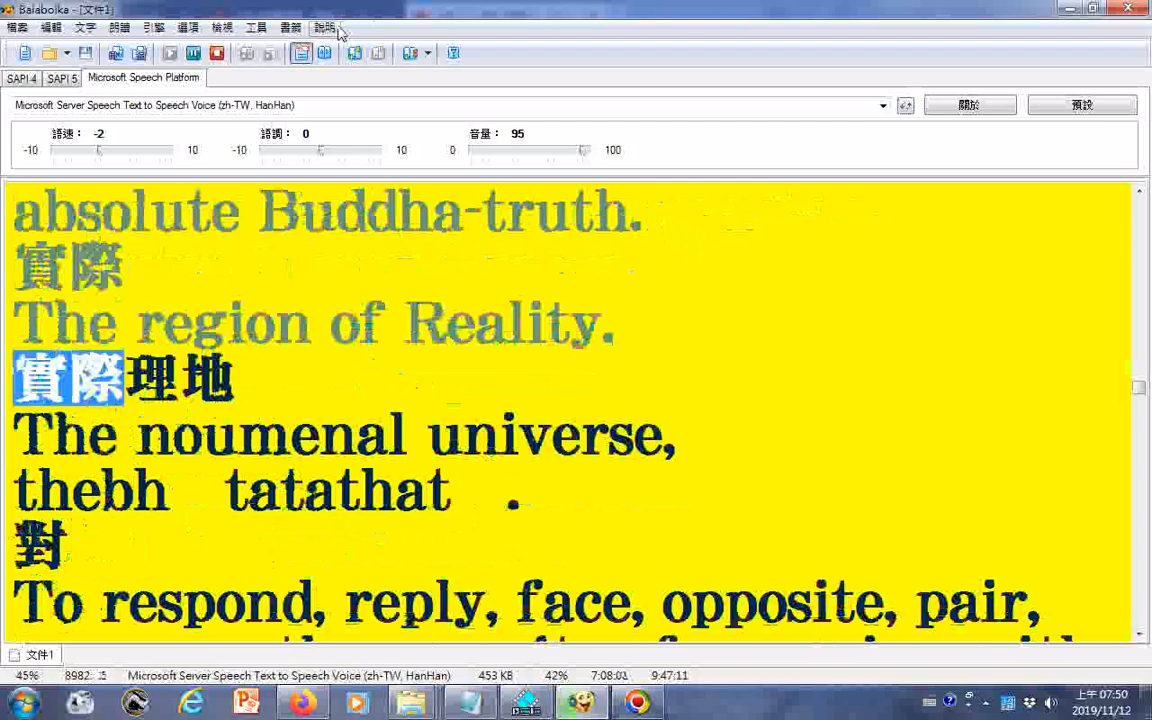 Balabolka - [文件1]
檔案 編輯 文字 朗讀 引擎 選項 檢視 工具 書籤 說明
SAPI 4 SAPI 5 Microsoft Speech Platform
Microsoft Server Speech Text to Speech Voice (zh-TW, HanHan) 關於 預設
語速： -2 語調： 0 音量： 95
-10 10 -10 10 0 100
absolute Buddha-truth.
實際
The region of Reality.
實際理地
The noumenal universe,
thebh tatathat .
對
To respond, reply, face, opposite, pair,
文件1
45% Microsoft Server Speech Text to Speech Voice (zh-TW, HanHan) 453 KB 42% 9:47:11
上午 07:50
2019/11/12